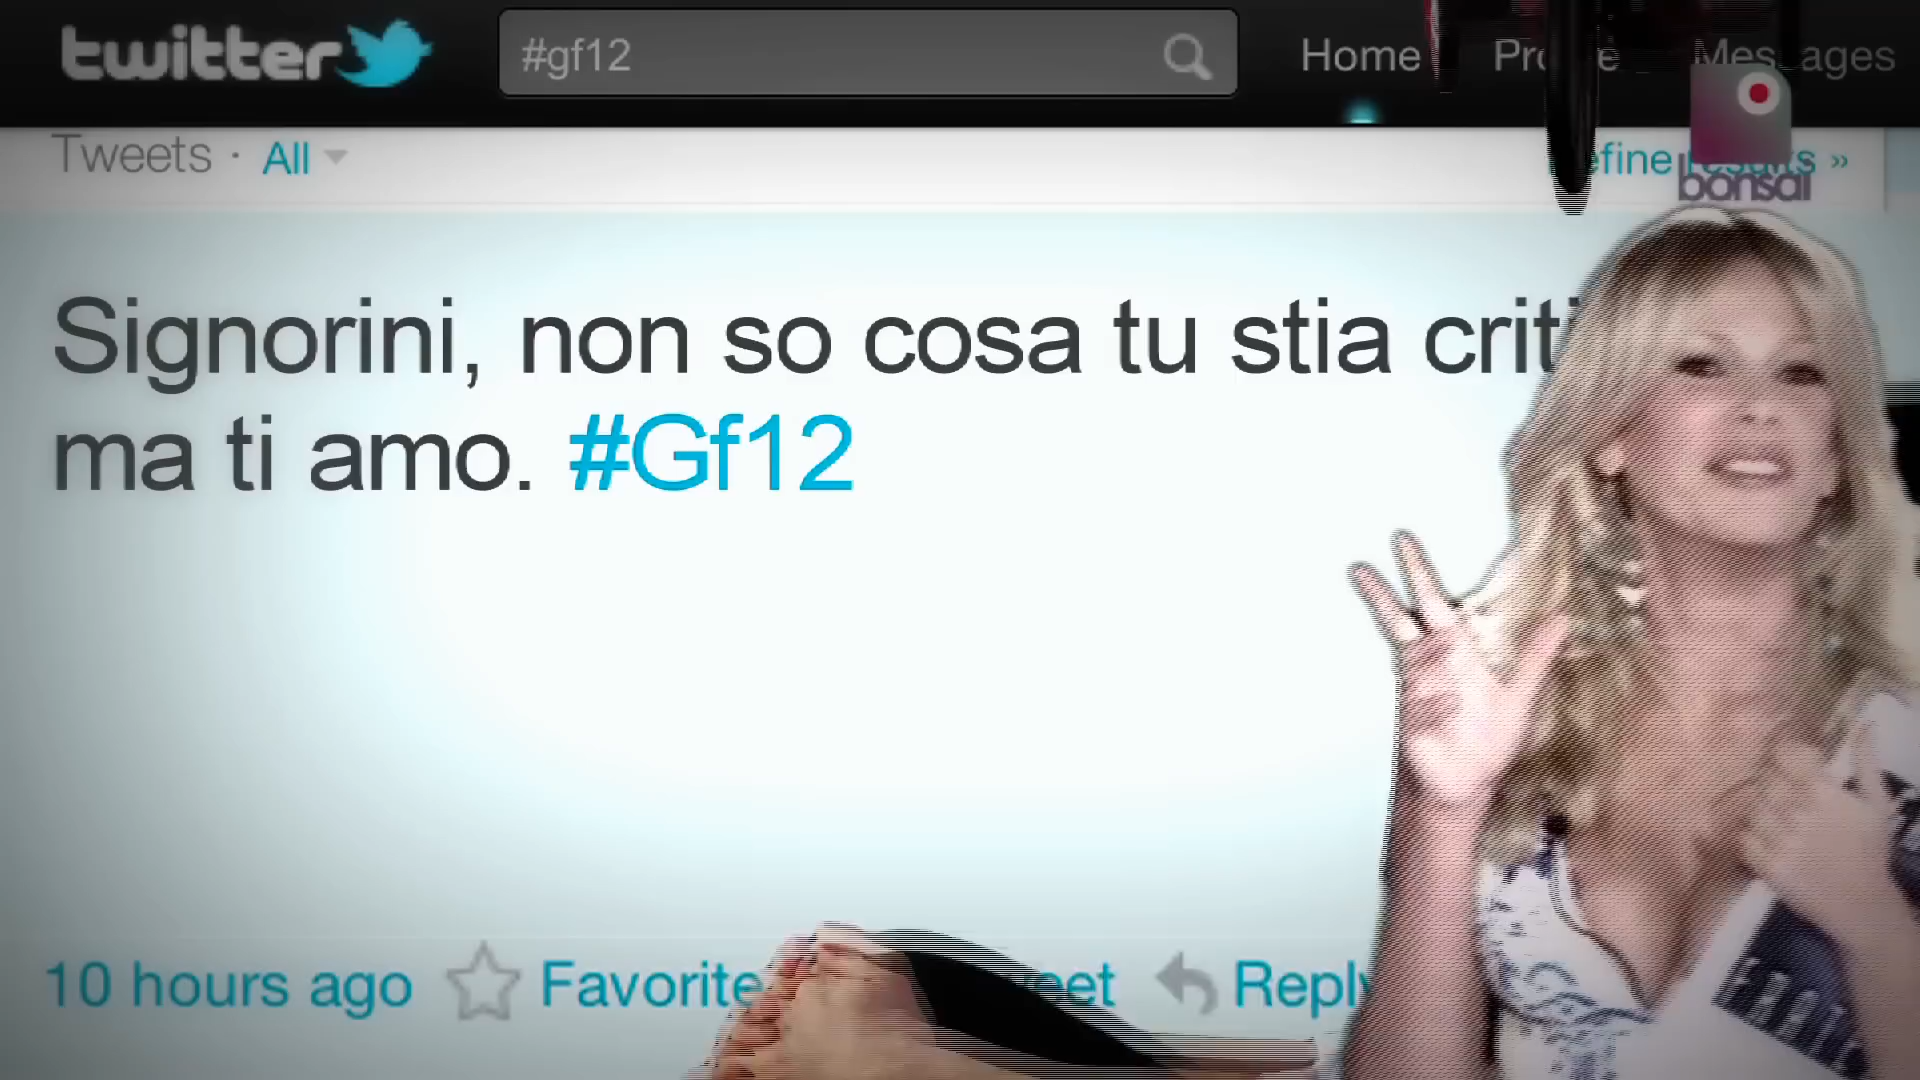 twitter
#gf12
Home
bonsai
Tweets · All
results »
Signorini, non so cosa tu stia
ma ti amo. #Gf12
10 hours ago Favorite Reply